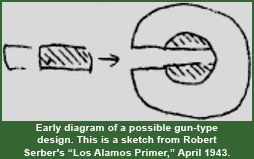 Early diagram of a possible gun-type
design. This is a sketch from Robert
Serber's “Los Alamos Primer,” April 1943.